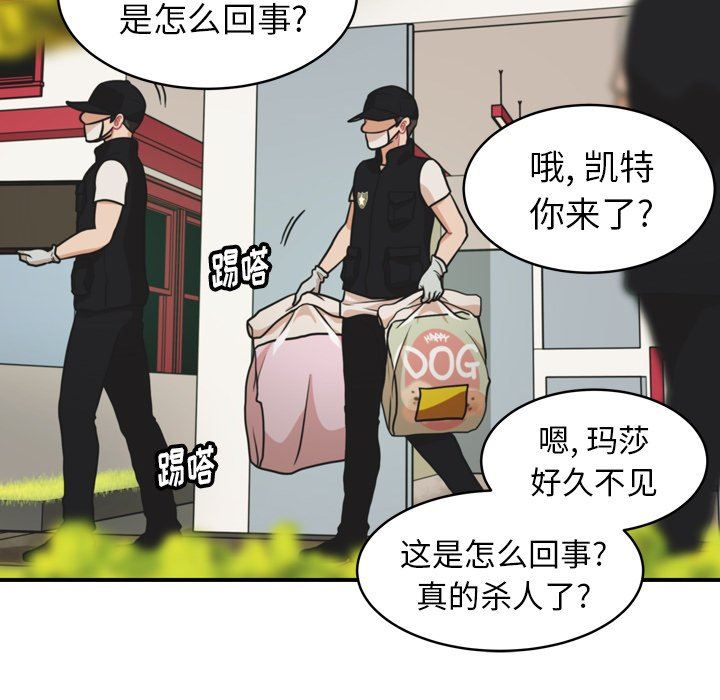 是怎么回事?
哦, 凯特
你来了?
踢嗒
HAPPY
DOG
踢嗒
嗯, 玛莎
好久不见
这是怎么回事?
真的杀人了?